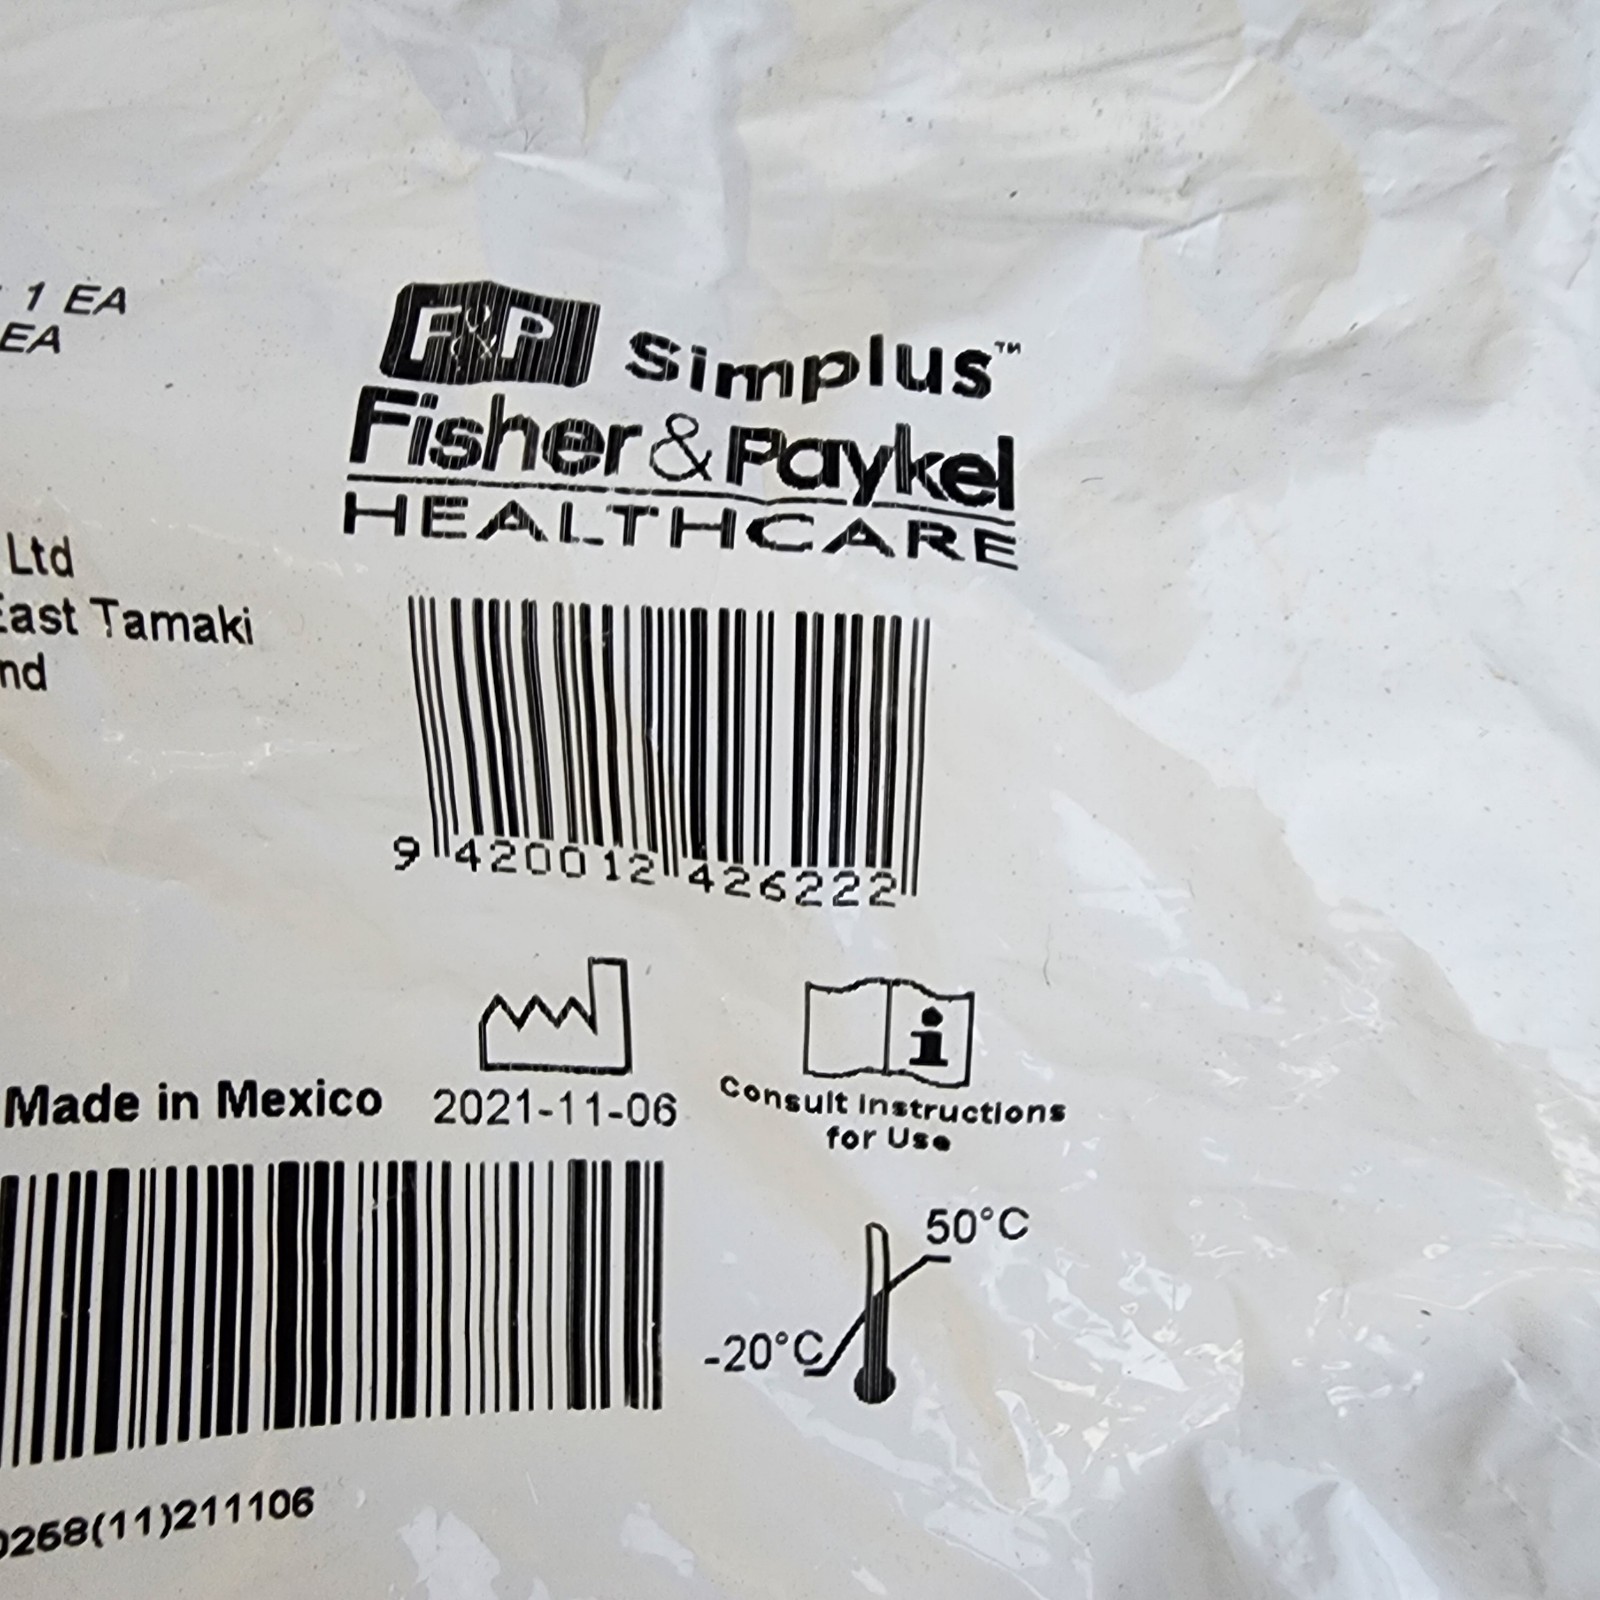 1 EA
EA
F&P Simplus™
Fisher & Paykel
HEALTHCARE
Ltd
East Tamaki
nd
9 420012 426222
Made in Mexico
2021-11-06
Consult instructions
for Use
50°C
-20°C
0268(11)211106